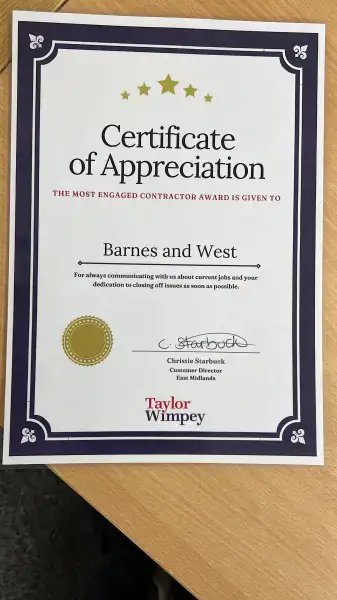 Certificate
of Appreciation
THE MOST ENGAGED CONTRACTOR AWARD IS GIVEN TO
Barnes and West
For always communicating with us about current jobs and your
dedication to closing off issues as soon as possible.
C. Starbuck
Christie Starbuck
Customer Director
East Midlands
Taylor
Wimpey